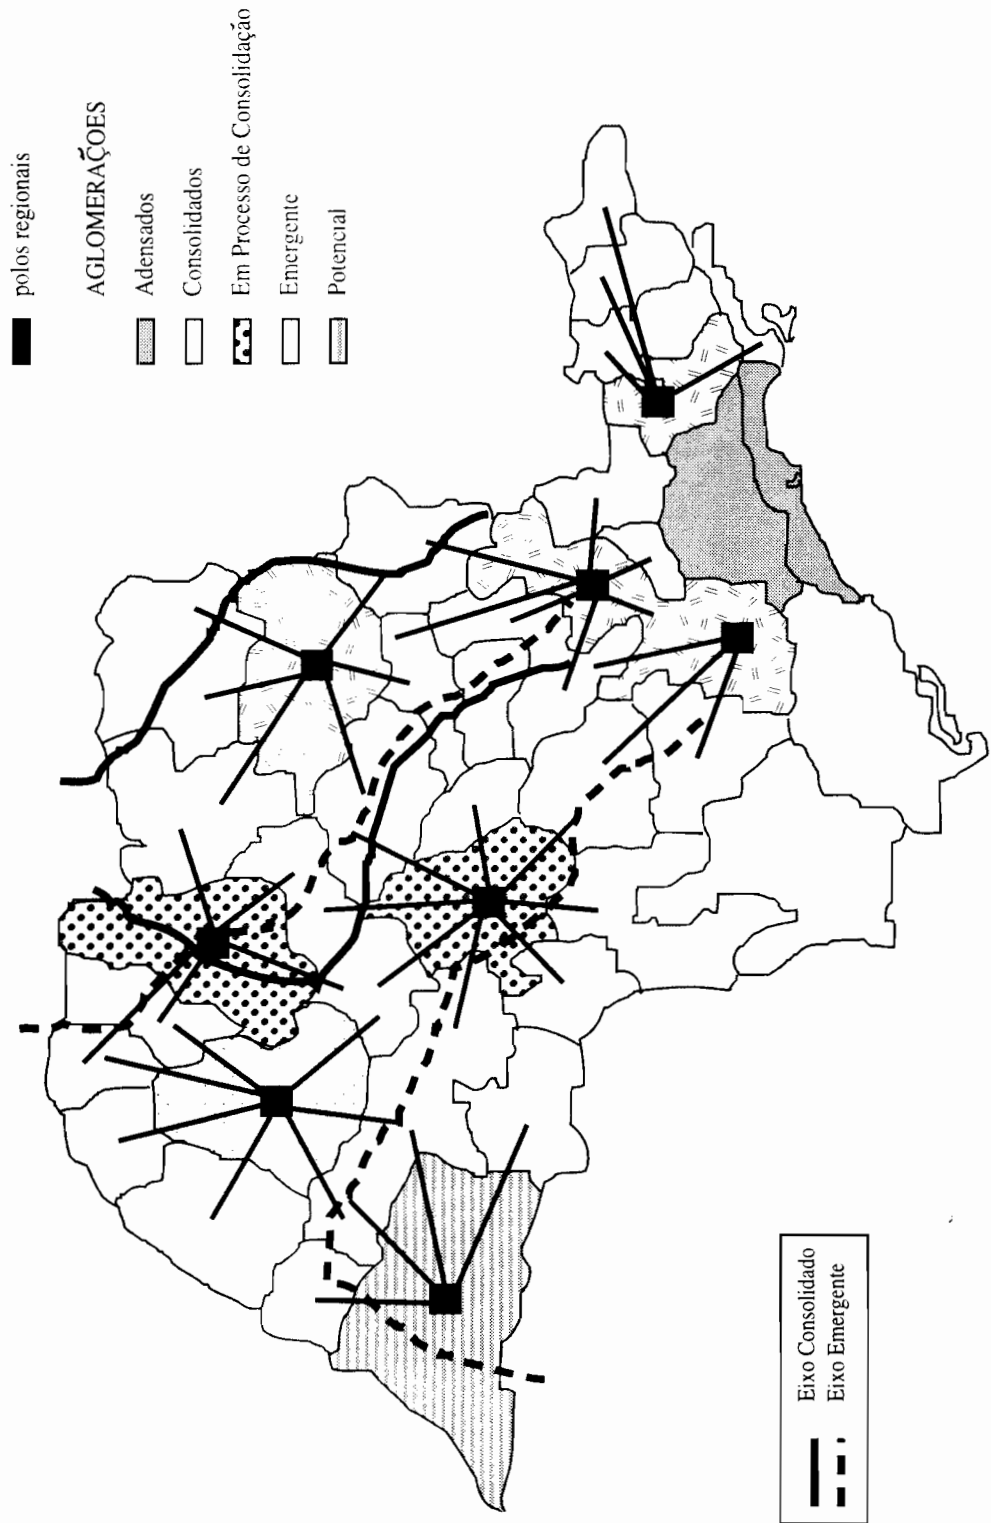 polos regionais
AGLOMERAÇOES
Adensados
Consolidados
Em Processo de Consolidação
Emergente
Potencial
Eixo Consolidado
Eixo Emergente